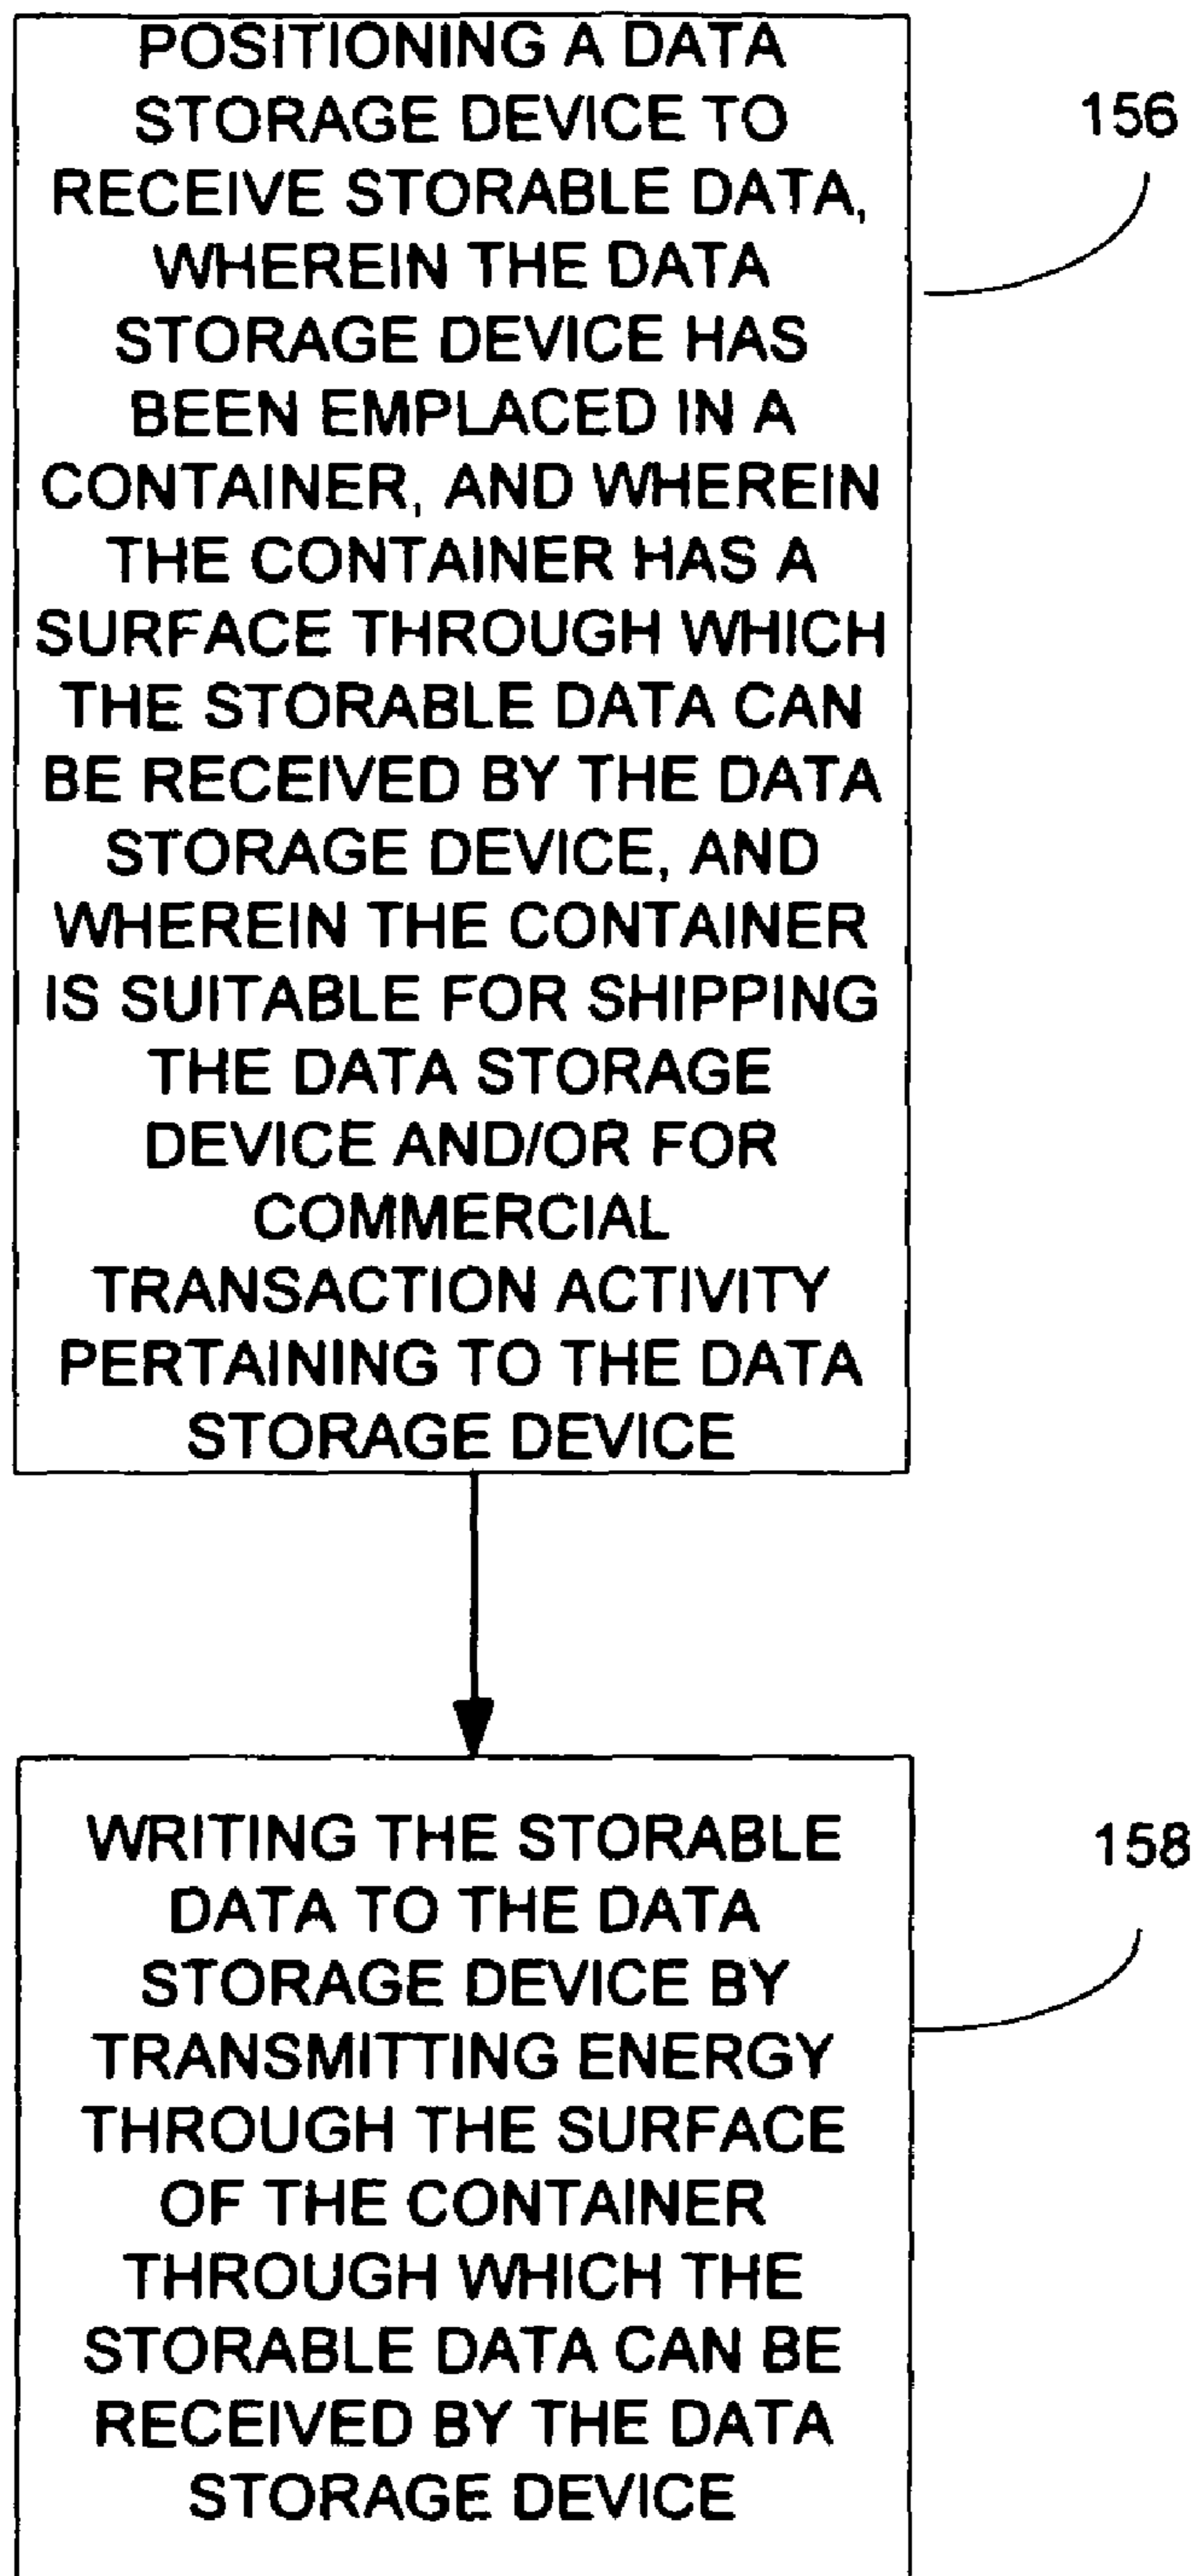 POSITIONING A DATA
STORAGE DEVICE TO
RECEIVE STORABLE DATA,
WHEREIN THE DATA
STORAGE DEVICE HAS
BEEN EMPLACED IN A
CONTAINER, AND WHEREIN
THE CONTAINER HAS A
SURFACE THROUGH WHICH
THE STORABLE DATA CAN
BE RECEIVED BY THE DATA
STORAGE DEVICE, AND
WHEREIN THE CONTAINER
IS SUITABLE FOR SHIPPING
THE DATA STORAGE
DEVICE AND/OR FOR
COMMERCIAL
TRANSACTION ACTIVITY
PERTAINING TO THE DATA
STORAGE DEVICE
156
WRITING THE STORABLE
DATA TO THE DATA
STORAGE DEVICE BY
TRANSMITTING ENERGY
THROUGH THE SURFACE
OF THE CONTAINER
THROUGH WHICH THE
STORABLE DATA CAN BE
RECEIVED BY THE DATA
STORAGE DEVICE
158